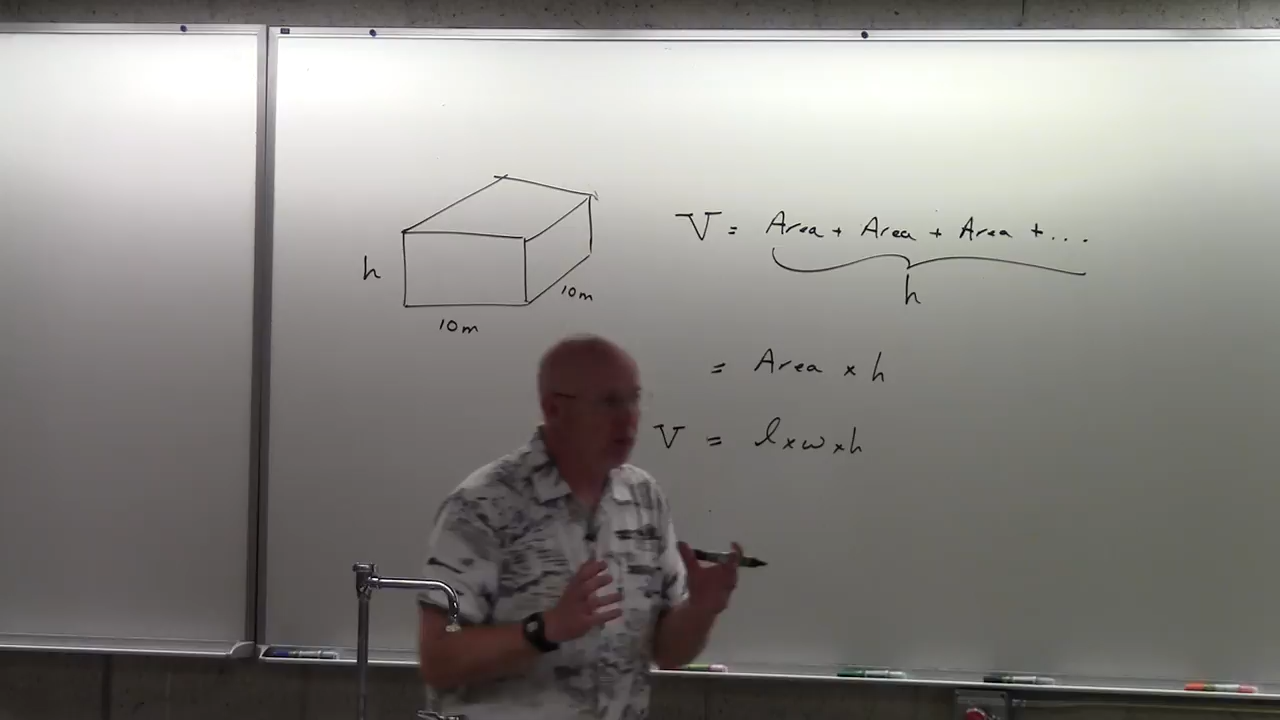 V = Area + Area + Area + ...
h
h
10m
10m
= Area × h
V = l×w×h